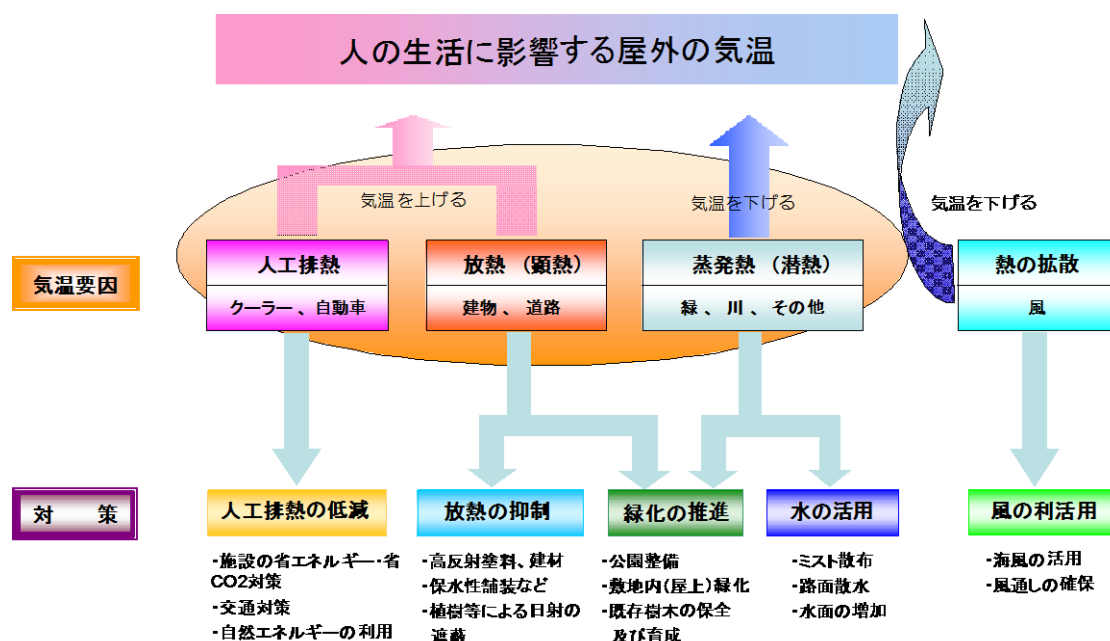 人の生活に影響する屋外の気温
気温を上げる
気温を下げる
気温を下げる
気温要因
人工排熱
クーラー、自動車
放熱（顕熱）
建物、道路
蒸発熱（潜熱）
緑、川、その他
熱の拡散
風
対　策
人工排熱の低減
・施設の省エネルギー・省
CO2対策
・交通対策
・自然エネルギーの利用
放熱の抑制
・高反射塗料、建材
・保水性舗装など
・植樹等による日射の
遮蔽
緑化の推進
・公園整備
・敷地内(屋上)緑化
・既存樹木の保全
及び育成
水の活用
・ミスト散布
・路面散水
・水面の増加
風の利活用
・海風の活用
・風通しの確保